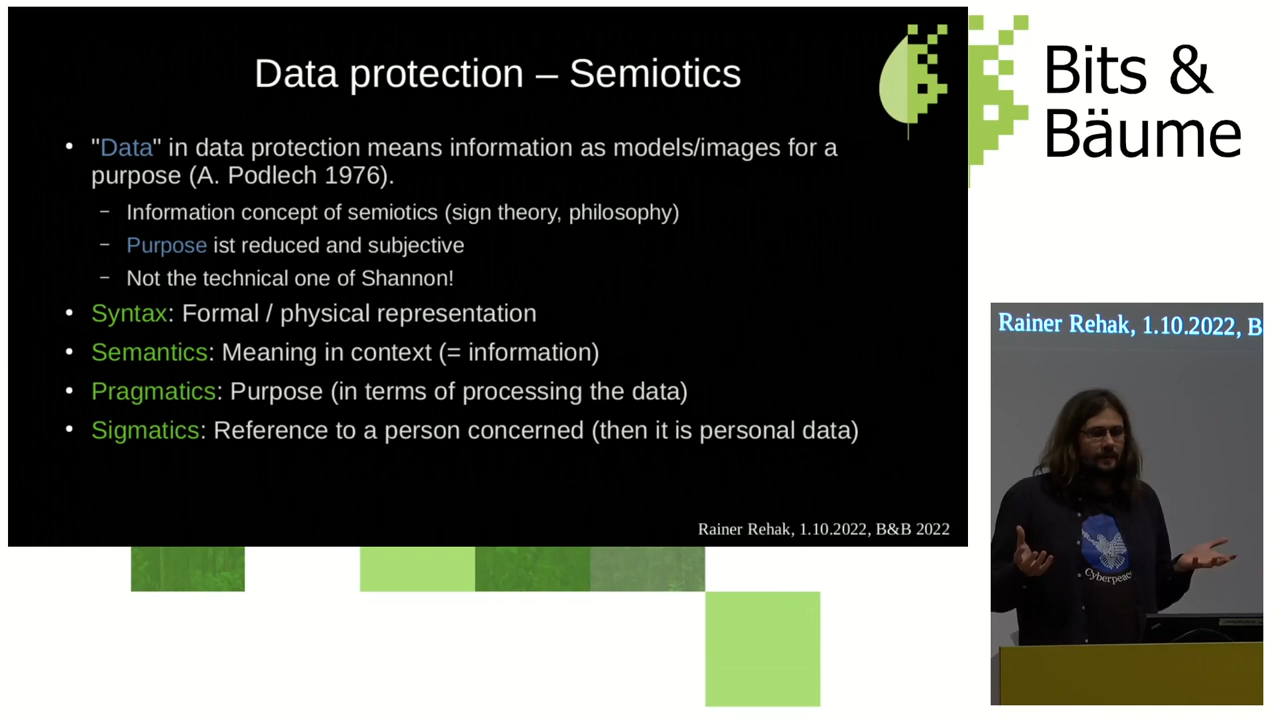 Data protection – Semiotics
• "Data" in data protection means information as models/images for a
purpose (A. Podlech 1976).
– Information concept of semiotics (sign theory, philosophy)
– Purpose ist reduced and subjective
– Not the technical one of Shannon!
• Syntax: Formal / physical representation
• Semantics: Meaning in context (= information)
• Pragmatics: Purpose (in terms of processing the data)
• Sigmatics: Reference to a person concerned (then it is personal data)
Rainer Rehak, 1.10.2022, B&B 2022
Bits &
Bäume
Rainer Rehak, 1.10.2022, B
Cyberpeac